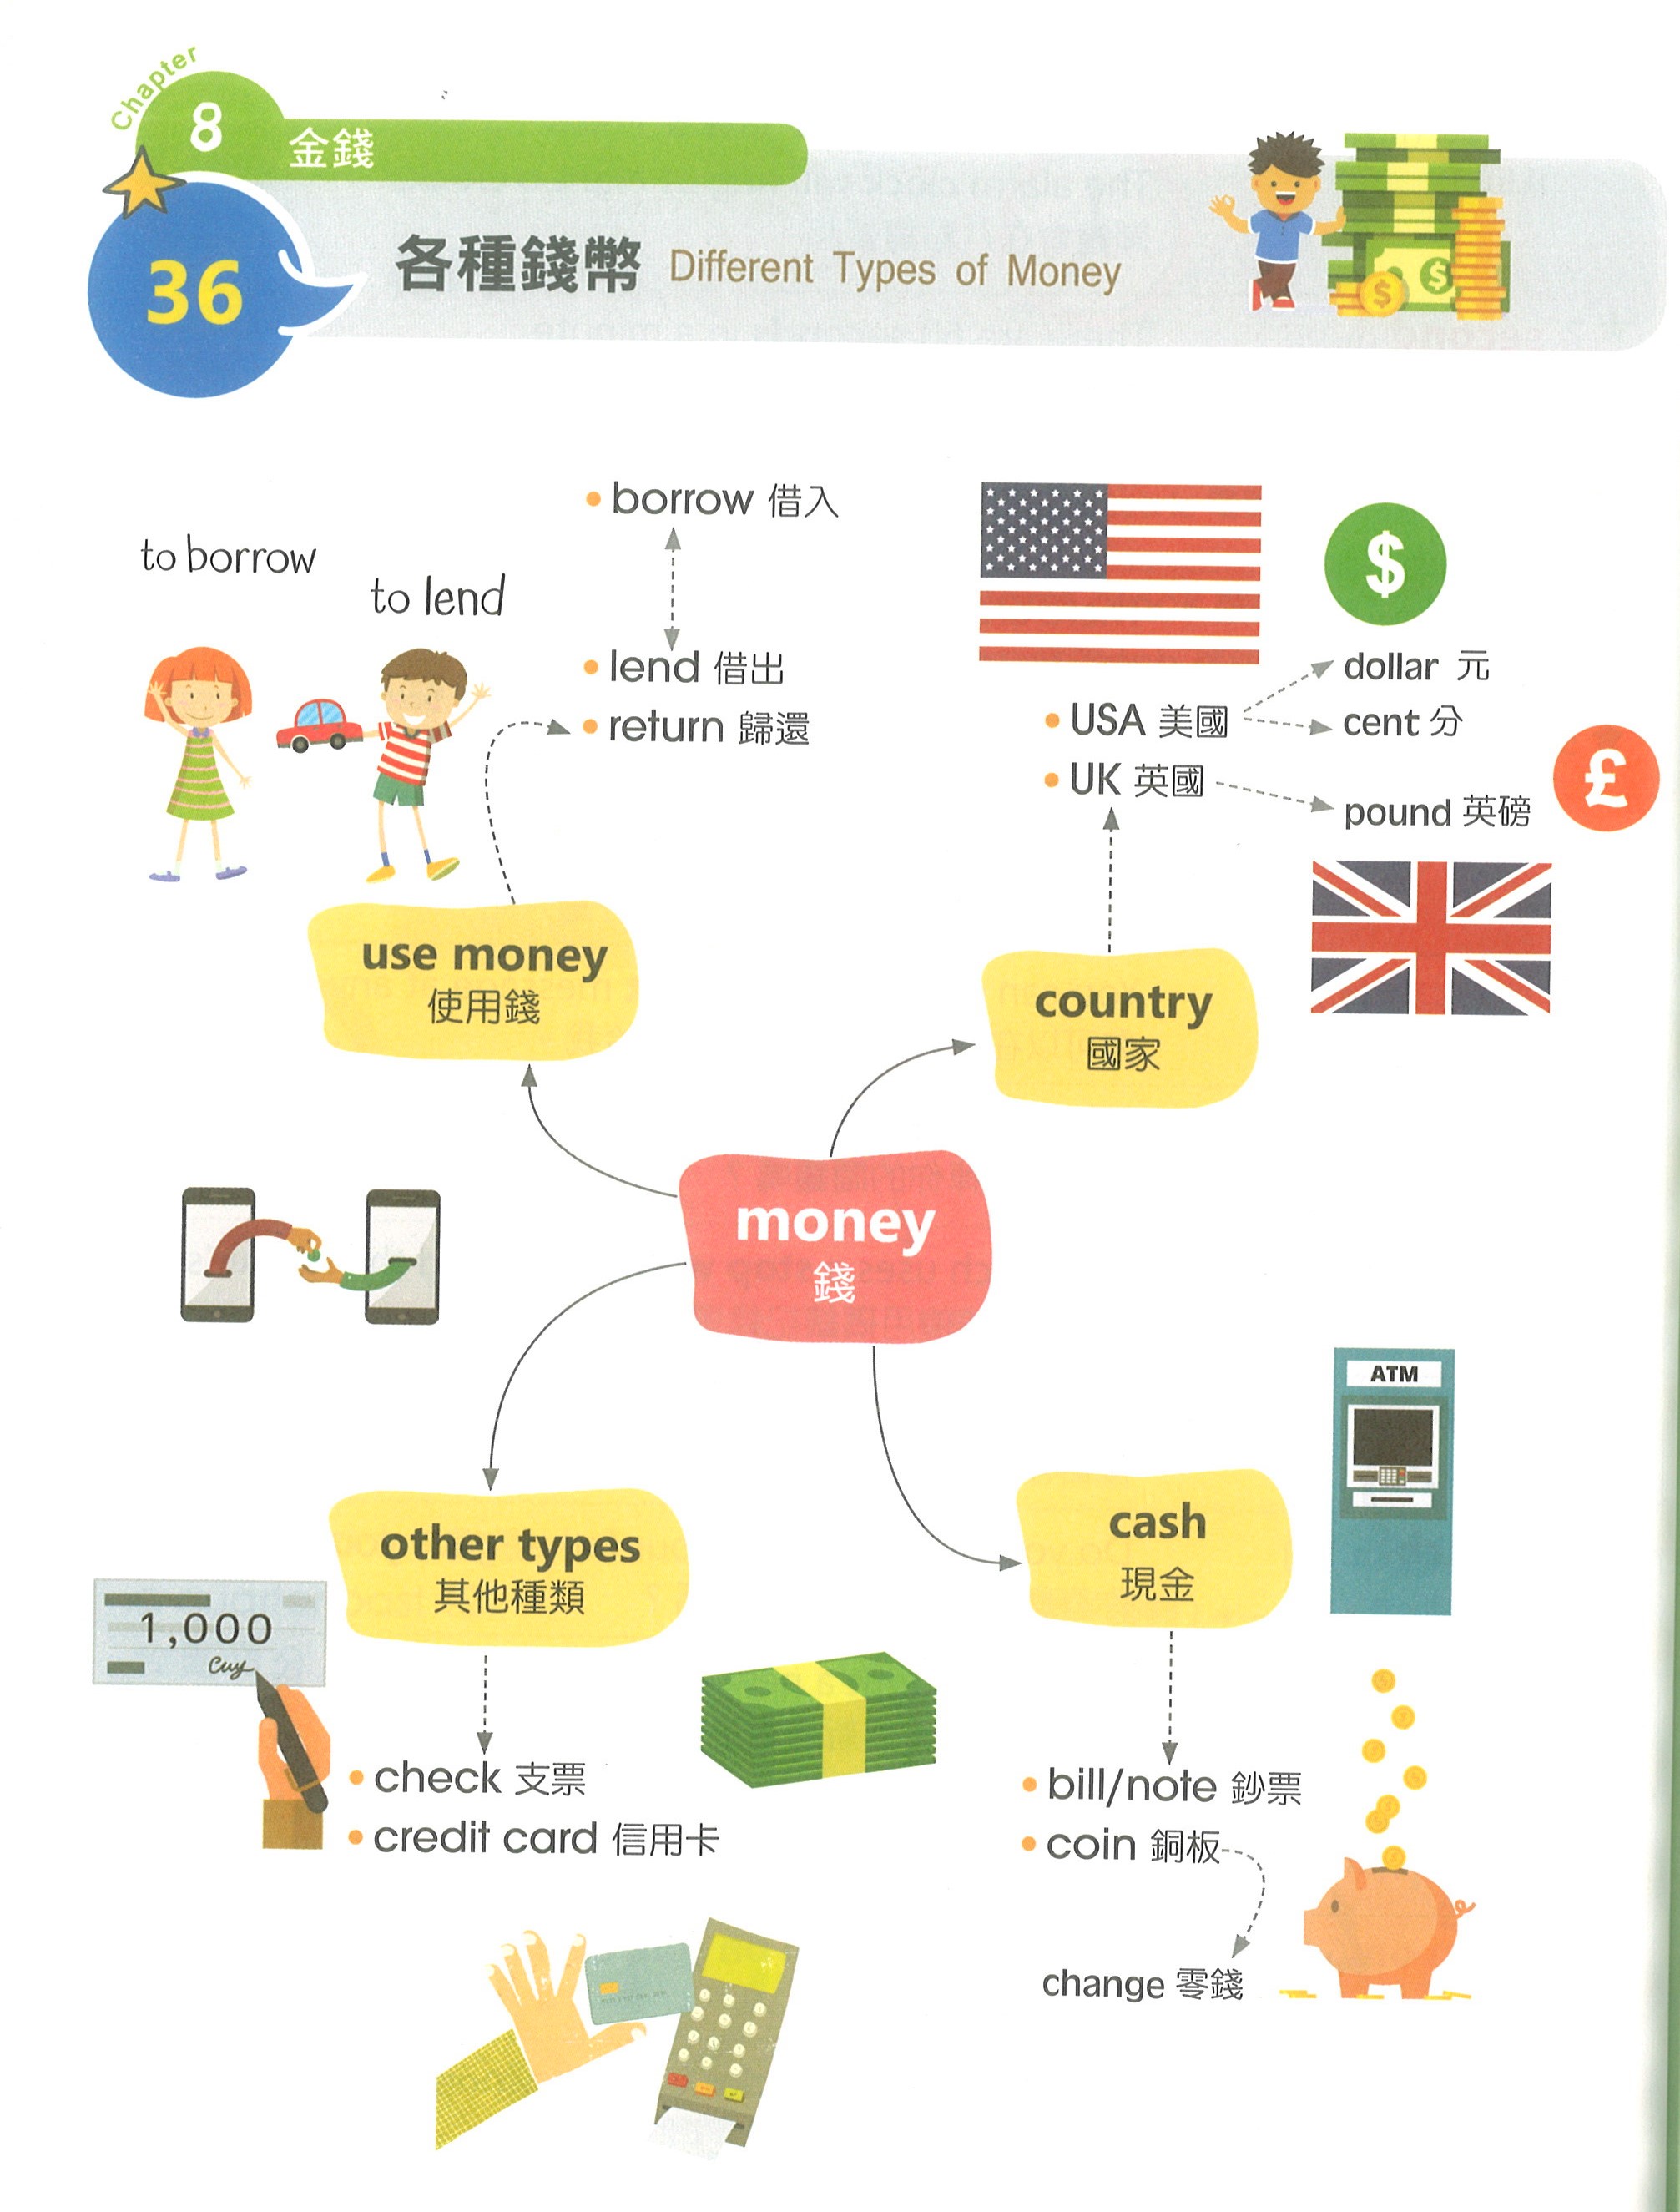 Chapter
8 金錢
36
各種錢幣 Different Types of Money
to borrow
to lend
• borrow 借入
• lend 借出
• return 歸還
$
• USA 美國
dollar 元
cent 分
• UK 英國
pound 英磅
£
use money
使用錢
country
國家
money
錢
ATM
other types
其他種類
cash
現金
1,000
• check 支票
• credit card 信用卡
• bill/note 鈔票
• coin 銅板
change 零錢